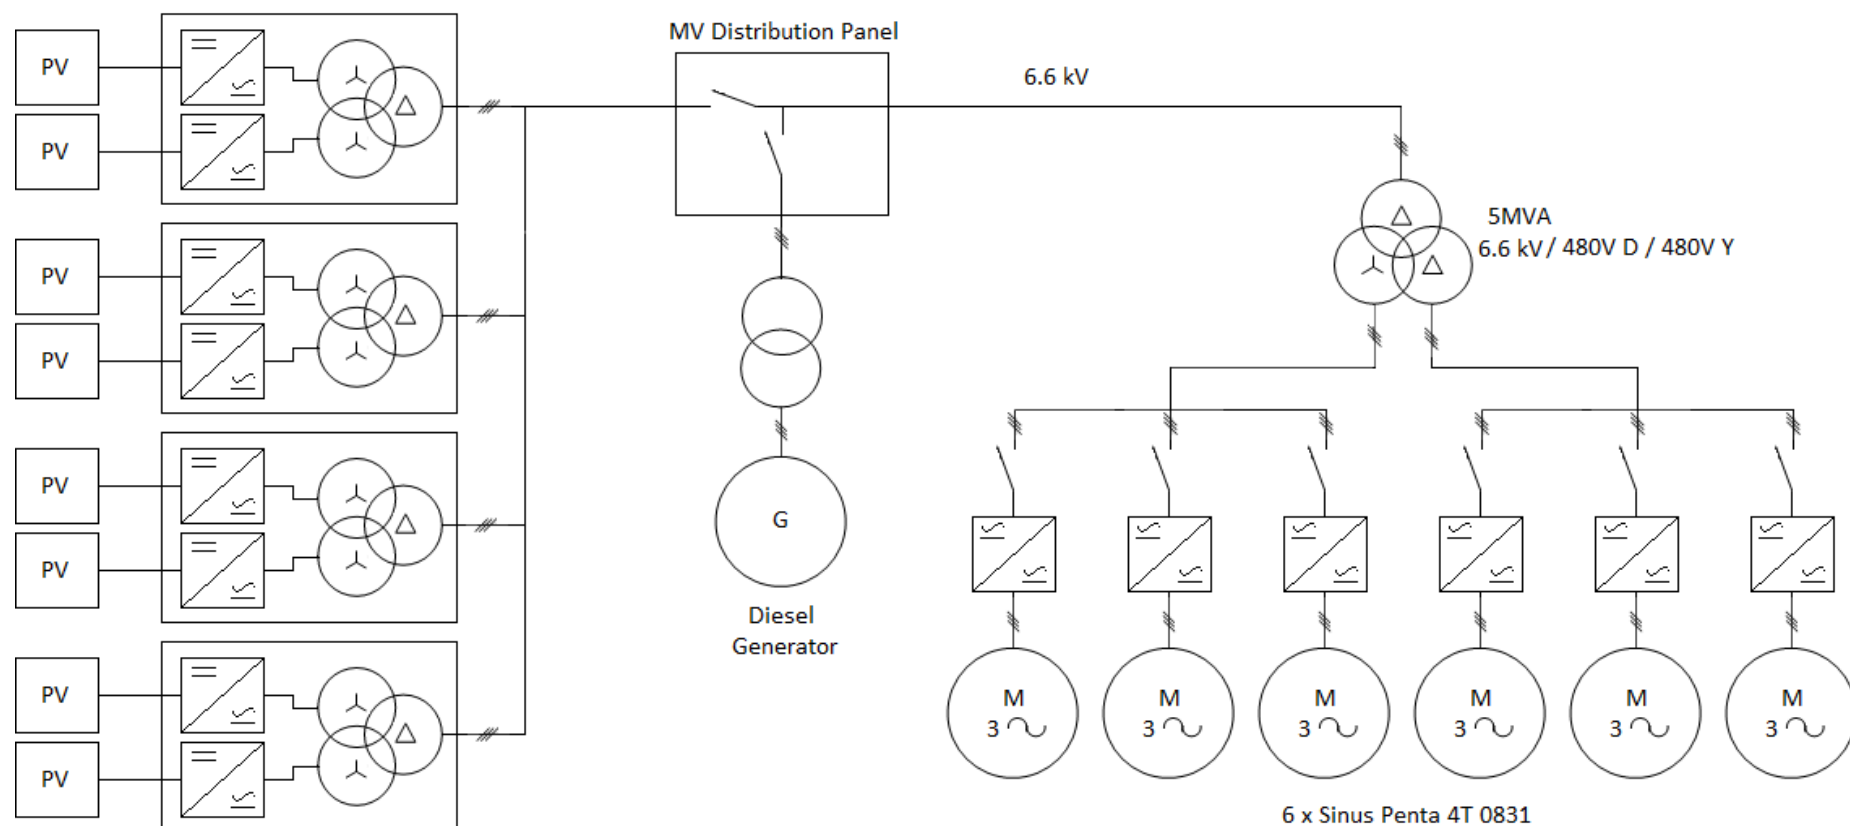 MV Distribution Panel
PV
PV
6.6 kV
5MVA
6.6 kV / 480V D / 480V Y
PV
PV
PV
PV
G
Diesel
Generator
PV
PV
M
3
M
3
M
3
M
3
M
3
M
3
6 x Sinus Penta 4T 0831